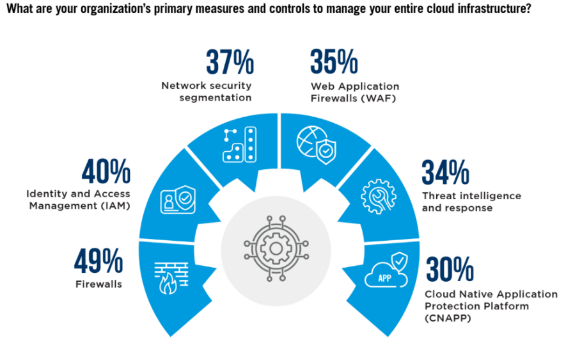 What are your organization's primary measures and controls to manage your entire cloud infrastructure?
37%
Network security
segmentation
35%
Web Application
Firewalls (WAF)
40%
Identity and Access
Management (IAM)
34%
Threat intelligence
and response
49%
Firewalls
APP
30%
Cloud Native Application
Protection Platform
(CNAPP)